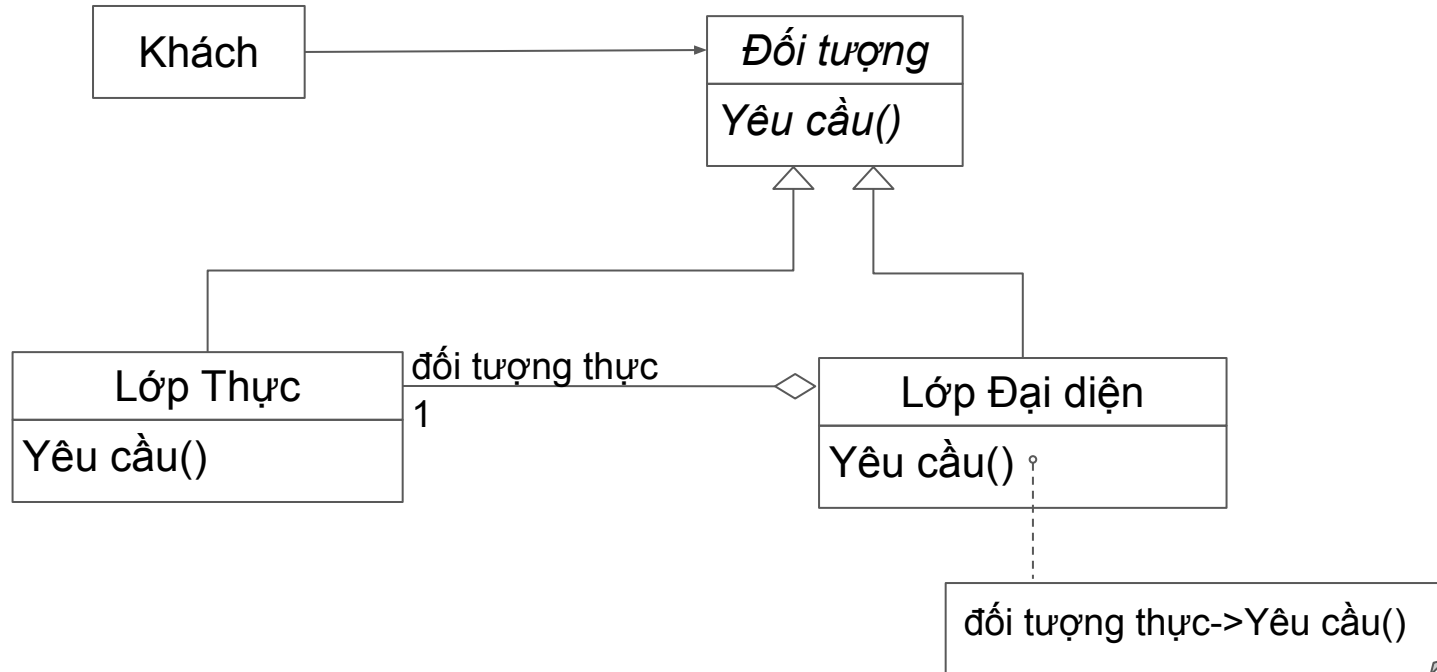 Khách
Đối tượng
Yêu cầu()
Lớp Thực
Yêu cầu()
đối tượng thực
1
Lớp Đại diện
Yêu cầu()
đối tượng thực->Yêu cầu()